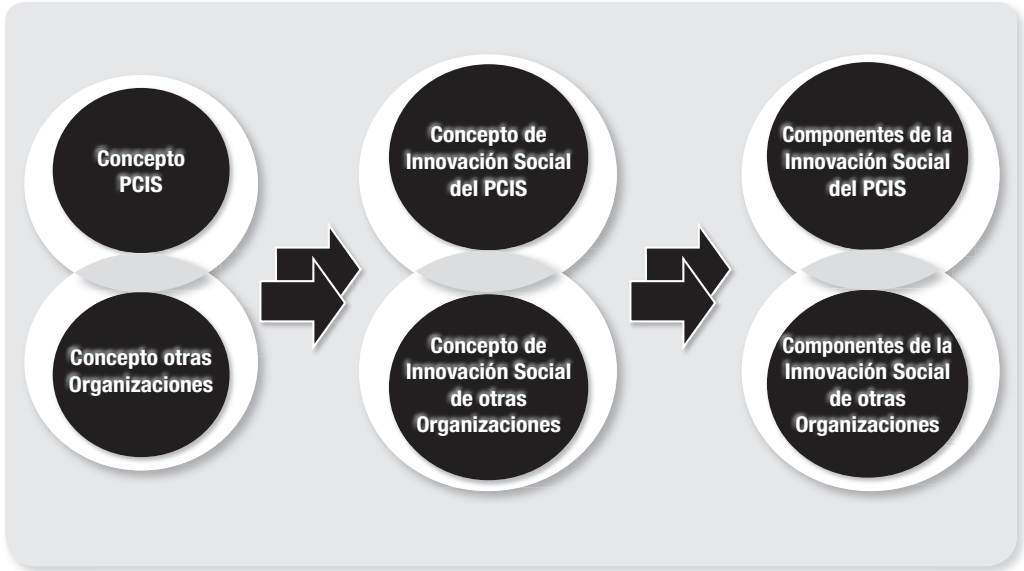 Concepto
PCIS
Concepto otras
Organizaciones
Concepto de
Innovación Social
del PCIS
Concepto de
Innovación Social
de otras
Organizaciones
Componentes de la
Innovación Social
del PCIS
Componentes de la
Innovación Social
de otras
Organizaciones